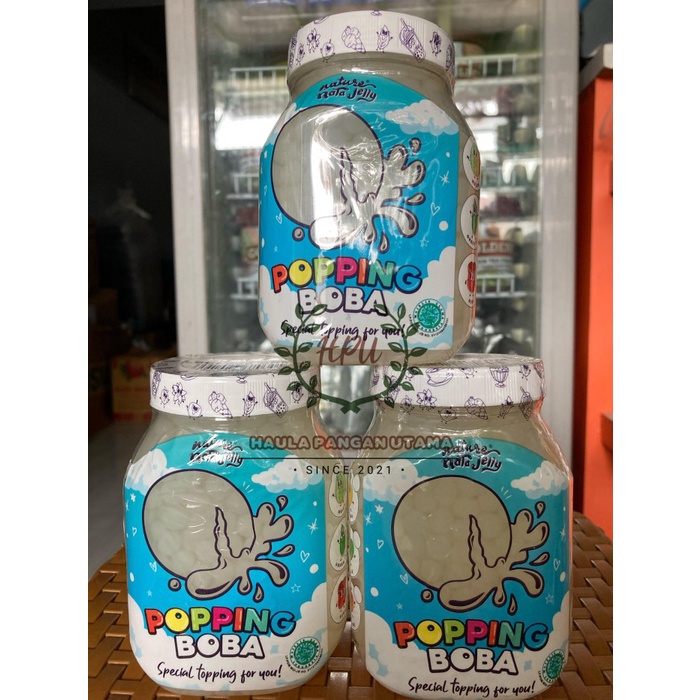 nature
nata jelly
POPPING
BOBA
Special topping for you!
HPU
HAULA PANGAN UTAMA
• SINCE 2021 •
nature
nata jelly
POPPING
BOBA
Special topping for you!
nature
nata jelly
POPPING
BOBA
Special topping for you!